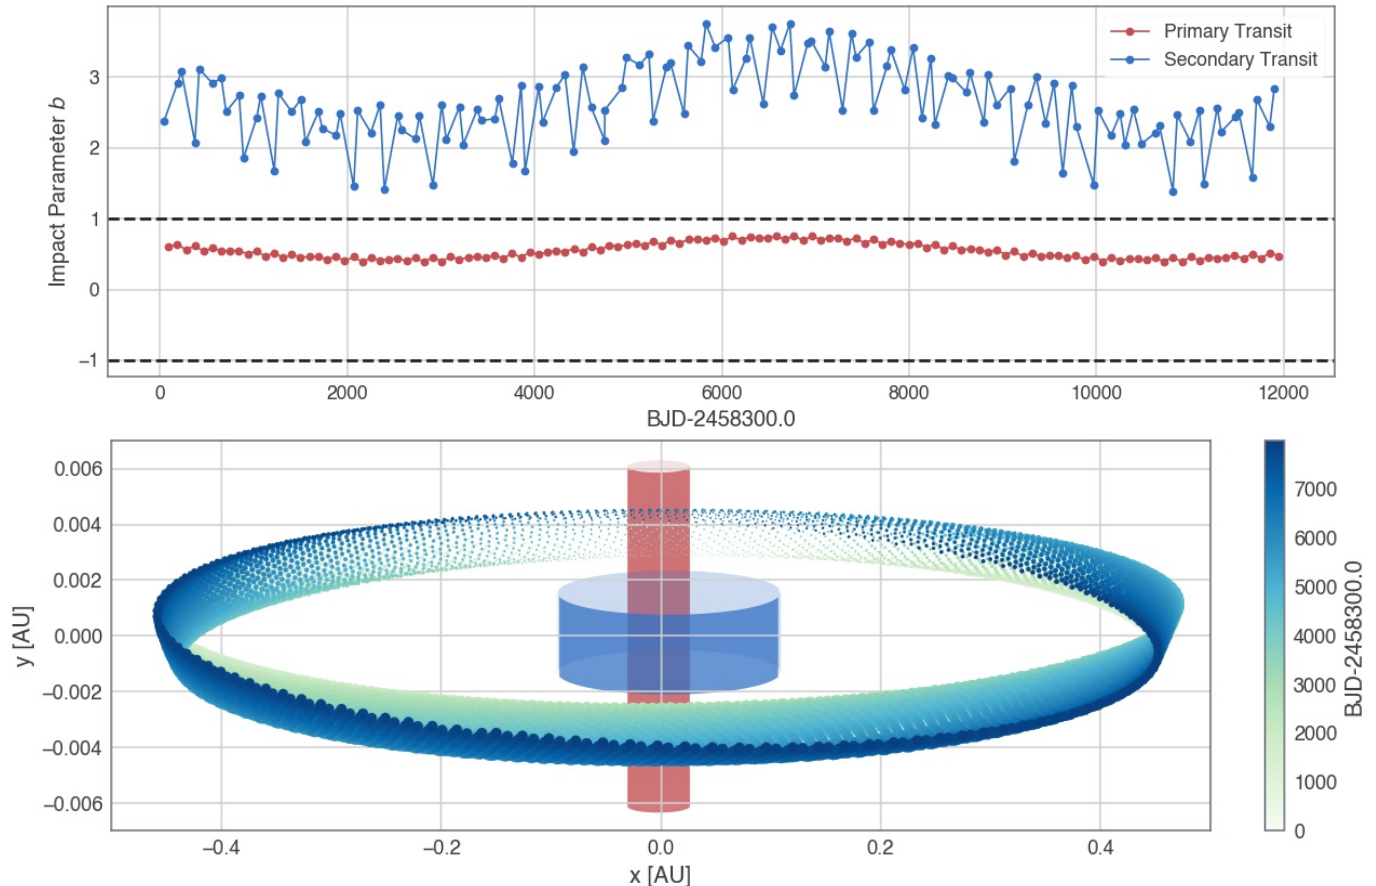 Primary Transit
Secondary Transit
Impact Parameter b
3
2
1
0
−1
0 2000 4000 6000 8000 10000 12000
BJD-2458300.0
y [AU]
0.006
0.004
0.002
0.000
−0.002
−0.004
−0.006
−0.4 −0.2 0.0 0.2 0.4
x [AU]
7000
6000
5000
4000
3000
2000
1000
0
BJD-2458300.0